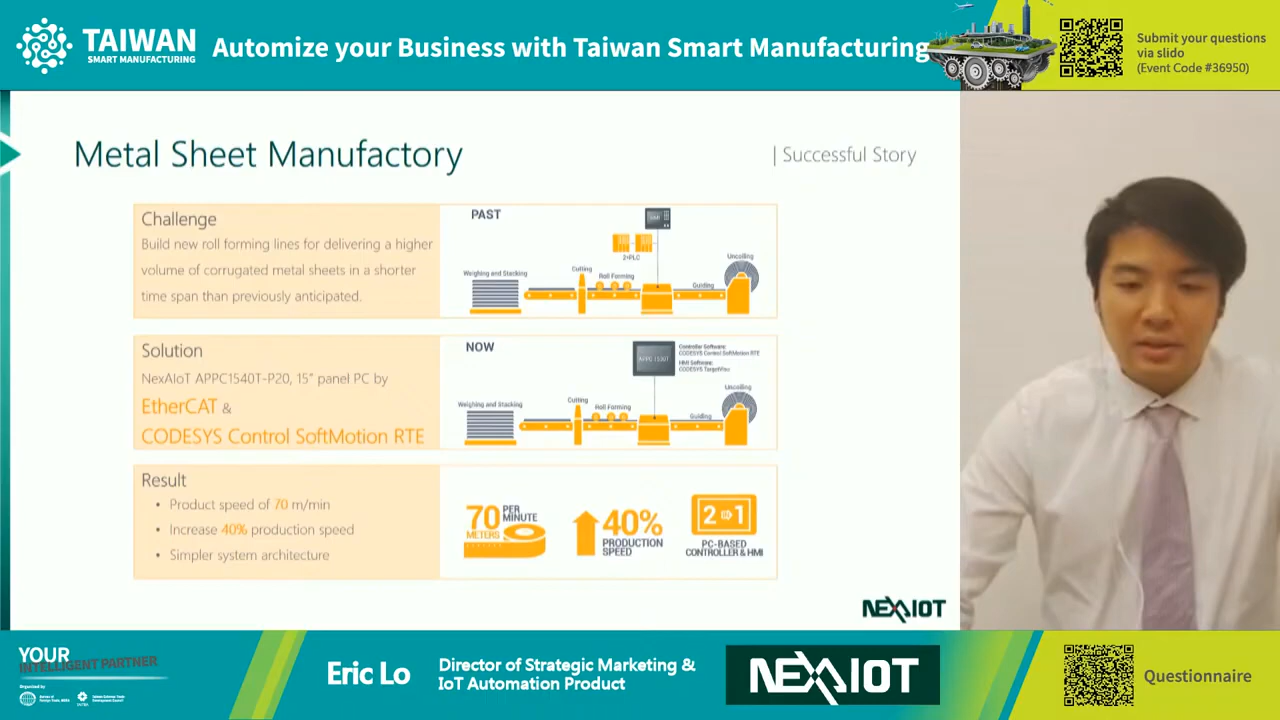 TAIWAN
SMART MANUFACTURING
Automize your Business with Taiwan Smart Manufacturing
Submit your questions
via slido
(Event Code #36950)
Metal Sheet Manufactory
| Successful Story
Challenge
Build new roll forming lines for delivering a higher
volume of corrugated metal sheets in a shorter
time span than previously anticipated.
PAST
2×PLC
Weighing and Stacking
Cutting
Roll Forming
Guiding
Uncoiling
Solution
NexAIoT APPC1540T-P20, 15” panel PC by
EtherCAT &
CODESYS Control SoftMotion RTE
NOW
APPC 1540T
Controller Software:
CODESYS Control SoftMotion RTE
HMI Software:
CODESYS TargetVisu
Weighing and Stacking
Cutting
Roll Forming
Guiding
Uncoiling
Result
• Product speed of 70 m/min
• Increase 40% production speed
• Simpler system architecture
70 PER MINUTE
METERS
40%
PRODUCTION
SPEED
2 1
PC-BASED
CONTROLLER & HMI
NEXAIOT
YOUR
INTELLIGENT PARTNER
Organized by
Eric Lo
Director of Strategic Marketing &
IoT Automation Product
NEXAIOT
Questionnaire